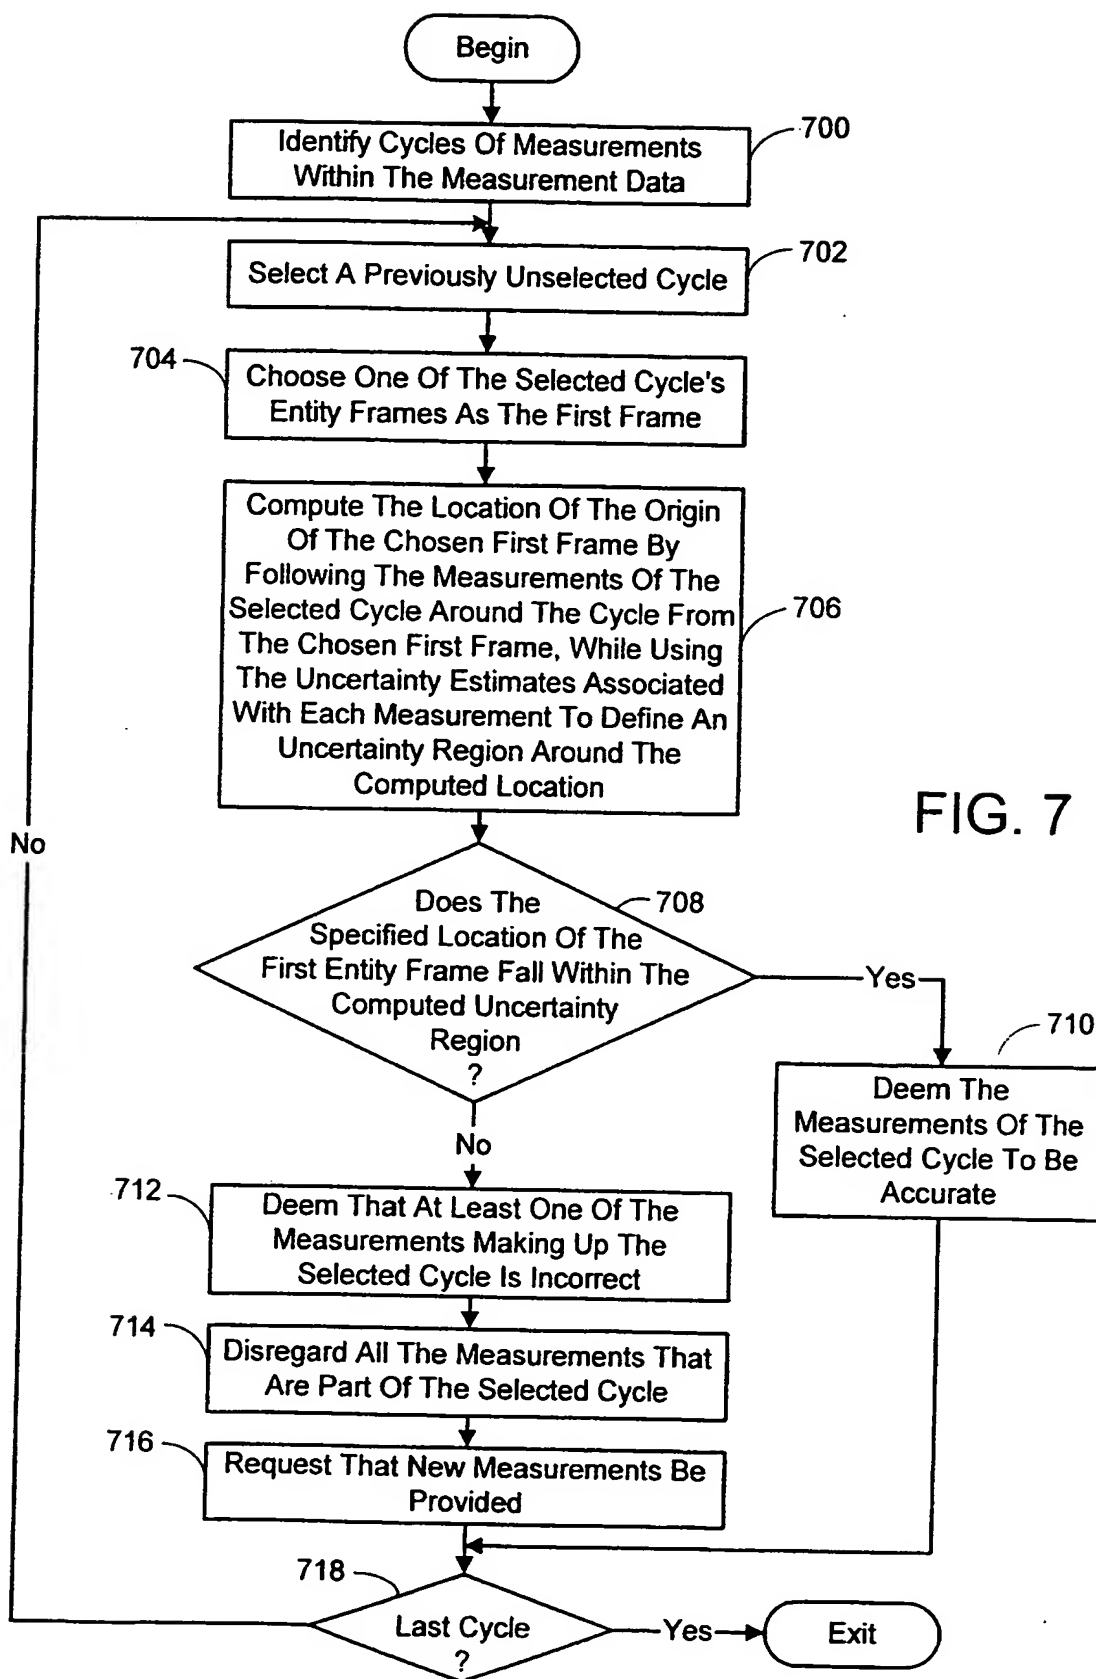 Begin
700
Identify Cycles Of Measurements
Within The Measurement Data
702
Select A Previously Unselected Cycle
704
Choose One Of The Selected Cycle's
Entity Frames As The First Frame
Compute The Location Of The Origin
Of The Chosen First Frame By
Following The Measurements Of The
Selected Cycle Around The Cycle From
The Chosen First Frame, While Using
The Uncertainty Estimates Associated
With Each Measurement To Define An
Uncertainty Region Around The
Computed Location
706
FIG. 7
No
Does The
Specified Location Of The
First Entity Frame Fall Within The
Computed Uncertainty
Region
?
708
Yes
710
Deem The
Measurements Of The
Selected Cycle To Be
Accurate
No
712
Deem That At Least One Of The
Measurements Making Up The
Selected Cycle Is Incorrect
714
Disregard All The Measurements That
Are Part Of The Selected Cycle
716
Request That New Measurements Be
Provided
718
Last Cycle
?
Yes
Exit